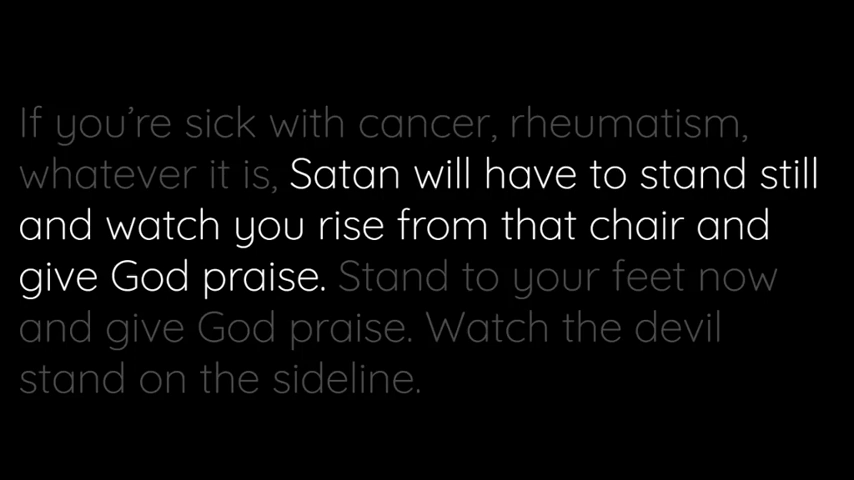 If you’re sick with cancer, rheumatism,
whatever it is, Satan will have to stand still
and watch you rise from that chair and
give God praise. Stand to your feet now
and give God praise. Watch the devil
stand on the sideline.